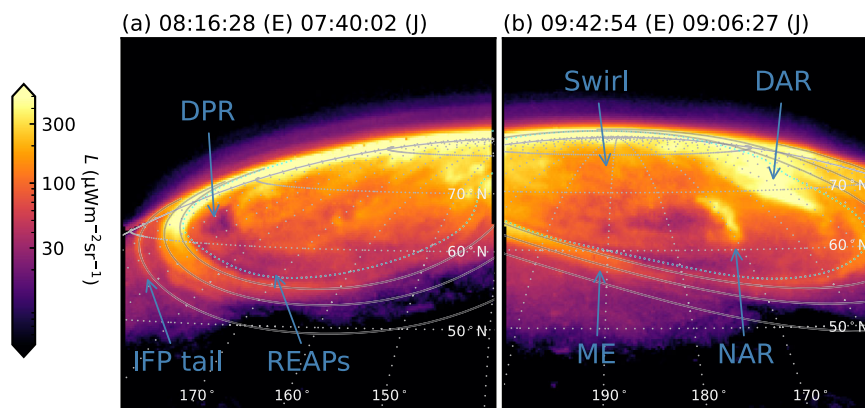 (a) 08:16:28 (E) 07:40:02 (J)
(b) 09:42:54 (E) 09:06:27 (J)
DPR
Swirl
DAR
300
100
30
L (μWm⁻²sr⁻¹)
70°N
60°N
50°N
70°N
60°N
50°N
IFP tail
REAPs
ME
NAR
170°
160°
150°
190°
180°
170°